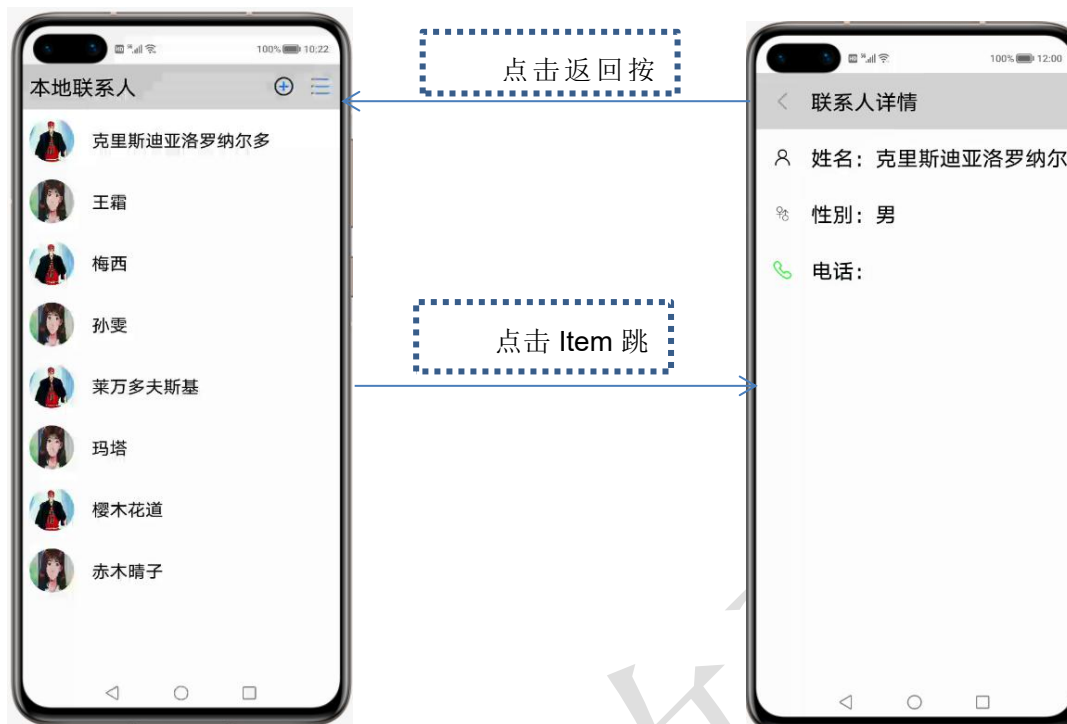 100% 10:22
本地联系人
克里斯迪亚洛罗纳尔多
王霜
梅西
孙雯
莱万多夫斯基
玛塔
樱木花道
赤木晴子
点击返回按
点击 Item 跳
100% 12:00
联系人详情
姓名：克里斯迪亚洛罗纳尔
性别：男
电话：